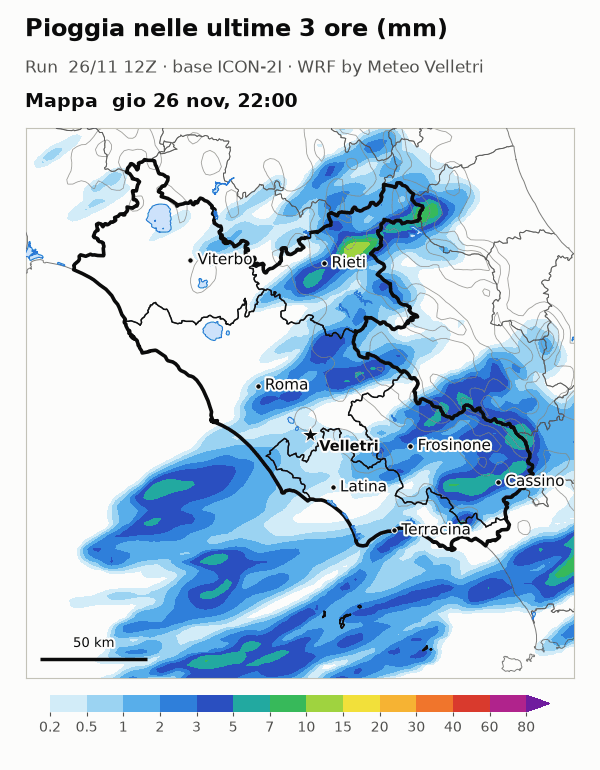 Pioggia nelle ultime 3 ore (mm)
Run 26/11 12Z · base ICON-2I · WRF by Meteo Velletri
Mappa gio 26 nov, 22:00
Viterbo
Rieti
Roma
Velletri
Frosinone
Latina
Cassino
Terracina
50 km
0.2 0.5 1 2 3 5 7 10 15 20 30 40 60 80